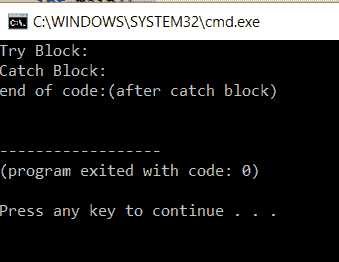 C:\WINDOWS\SYSTEM32\cmd.exe
Try Block:
Catch Block:
end of code:(after catch block)
------------------
(program exited with code: 0)
Press any key to continue . . .